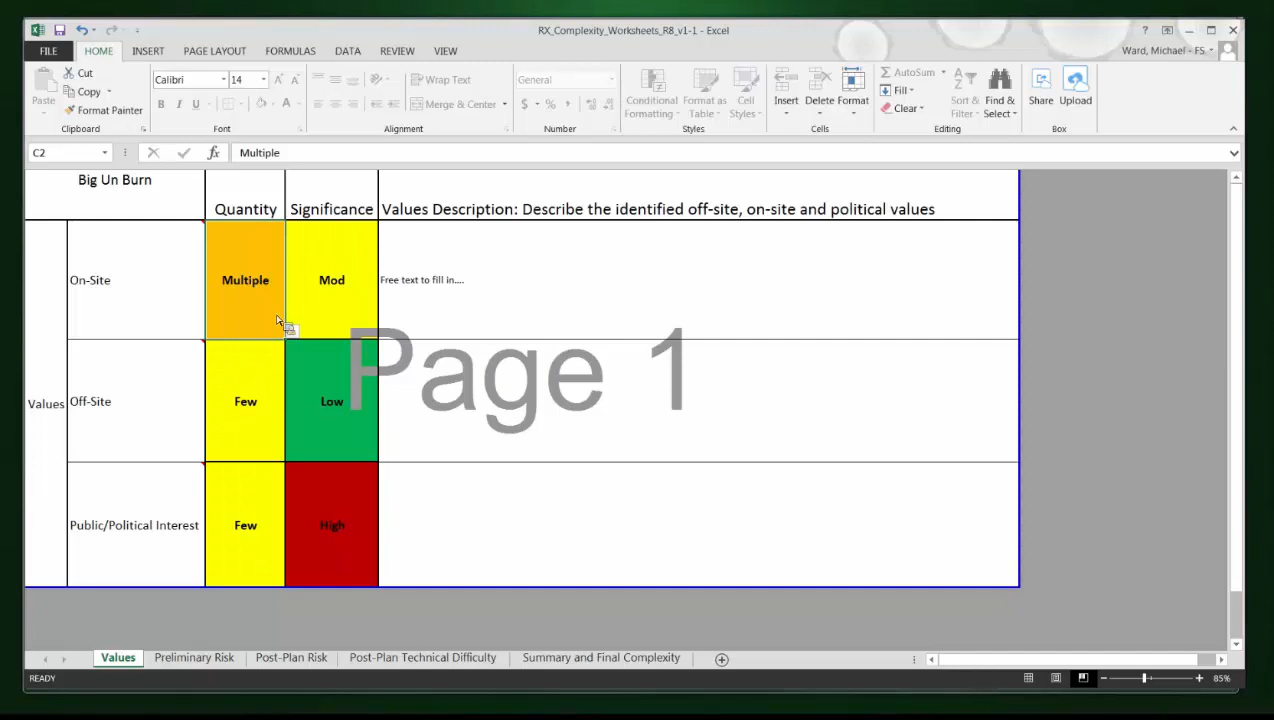 RX_Complexity_Worksheets_R8_v1-1 - Excel
?
FILE HOME INSERT PAGE LAYOUT FORMULAS DATA REVIEW VIEW
Ward, Michael - FS
Paste
Cut
Copy
Format Painter
Clipboard
Calibri 14
B I U
Font
Wrap Text
Merge & Center
Alignment
General
$ % ,
Number
Conditional Formatting
Format as Table
Cell Styles
Styles
Insert Delete Format
Cells
AutoSum
Fill
Clear
Sort & Filter
Find & Select
Editing
Share Upload
Box
C2
fx
Multiple
Big Un Burn
Quantity Significance Values Description: Describe the identified off-site, on-site and political values
Values
On-Site Multiple Mod Free text to fill in....
Off-Site Few Low
Public/Political Interest Few High
Page 1
Values Preliminary Risk Post-Plan Risk Post-Plan Technical Difficulty Summary and Final Complexity
READY
85%